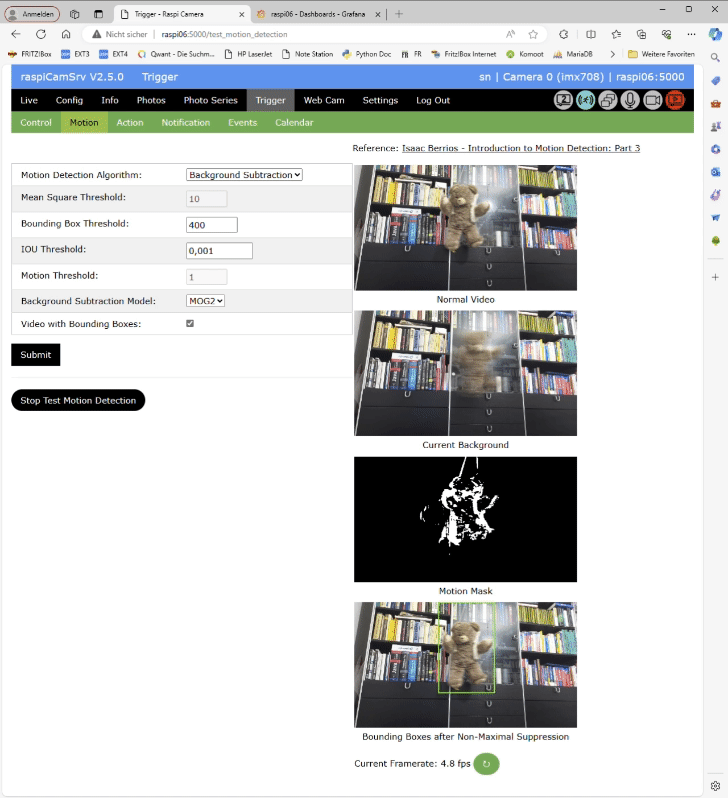 Anmelden
Trigger - Raspi Camera
raspi06 - Dashboards - Grafana
Nicht sicher | raspi06:5000/test_motion_detection
FRITZ!Box EXT3 EXT4 Qwant - Die Suchm... HP LaserJet Note Station Python Doc FR Fritz!Box Internet Komoot MariaDB Weitere Favoriten
raspiCamSrv V2.5.0 Trigger sn | Camera 0 (imx708) | raspi06:5000
Live Config Info Photos Photo Series Trigger Web Cam Settings Log Out
Control Motion Action Notification Events Calendar
Reference: Isaac Berrios - Introduction to Motion Detection: Part 3
Motion Detection Algorithm: Background Subtraction
Mean Square Threshold: 10
Bounding Box Threshold: 400
IOU Threshold: 0,001
Motion Threshold: 1
Background Subtraction Model: MOG2
Video with Bounding Boxes:
Submit
Stop Test Motion Detection
Normal Video
Current Background
Motion Mask
Bounding Boxes after Non-Maximal Suppression
Current Framerate: 4.8 fps